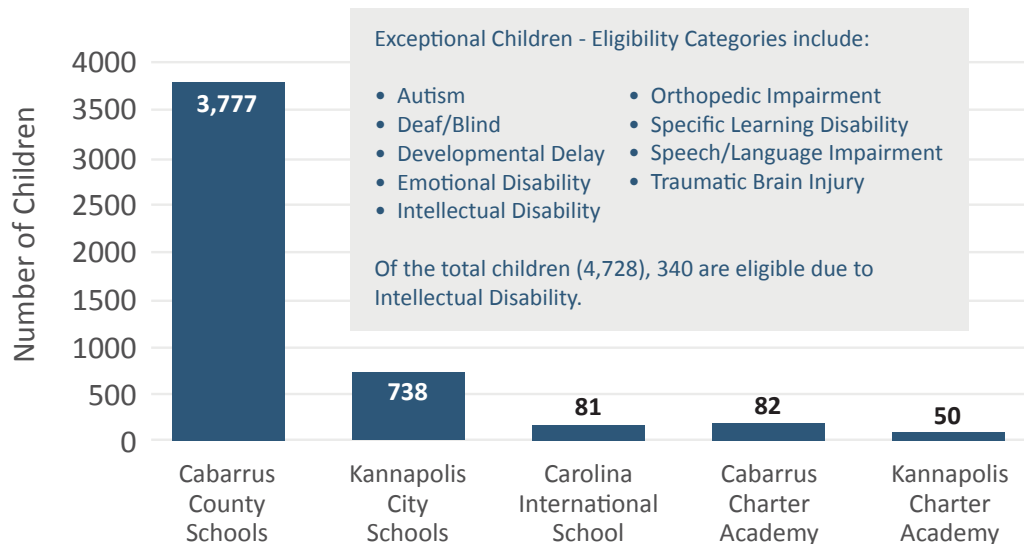 Exceptional Children - Eligibility Categories include:
• Autism
• Deaf/Blind
• Developmental Delay
• Emotional Disability
• Intellectual Disability
• Orthopedic Impairment
• Specific Learning Disability
• Speech/Language Impairment
• Traumatic Brain Injury
Of the total children (4,728), 340 are eligible due to
Intellectual Disability.
Number of Children
4000
3500
3000
2500
2000
1500
1000
500
0
3,777
738
81
82
50
Cabarrus
County
Schools
Kannapolis
City
Schools
Carolina
International
School
Cabarrus
Charter
Academy
Kannapolis
Charter
Academy